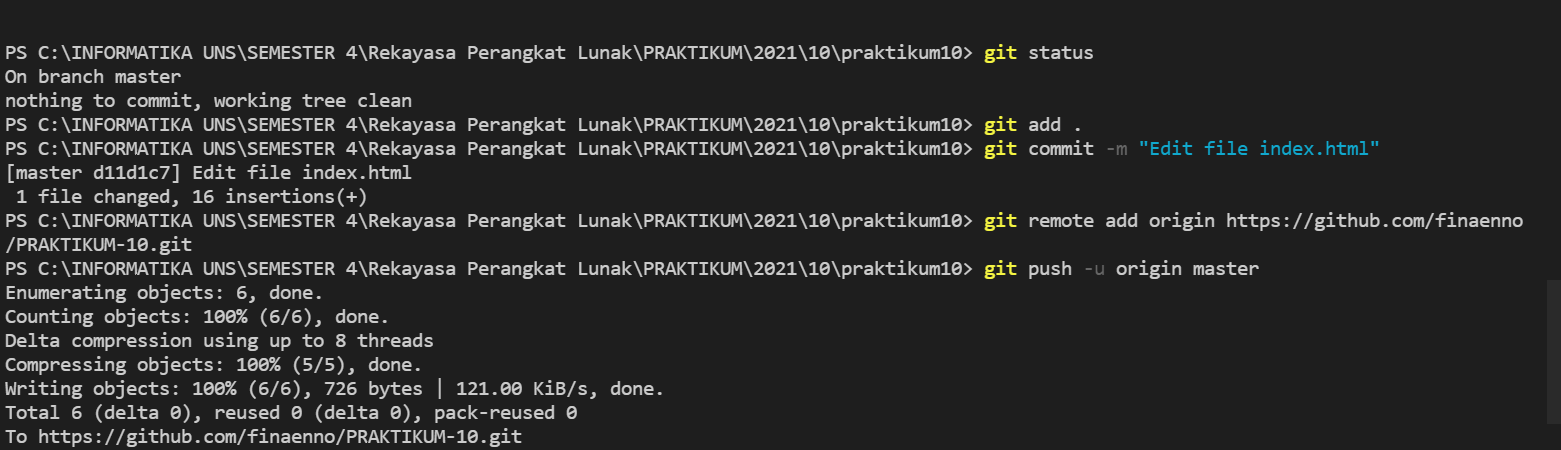 PS C:\INFORMATIKA UNS\SEMESTER 4\Rekayasa Perangkat Lunak\PRAKTIKUM\2021\10\praktikum10> git status
On branch master
nothing to commit, working tree clean
PS C:\INFORMATIKA UNS\SEMESTER 4\Rekayasa Perangkat Lunak\PRAKTIKUM\2021\10\praktikum10> git add .
PS C:\INFORMATIKA UNS\SEMESTER 4\Rekayasa Perangkat Lunak\PRAKTIKUM\2021\10\praktikum10> git commit -m "Edit file index.html"
[master d11d1c7] Edit file index.html
 1 file changed, 16 insertions(+)
PS C:\INFORMATIKA UNS\SEMESTER 4\Rekayasa Perangkat Lunak\PRAKTIKUM\2021\10\praktikum10> git remote add origin https://github.com/finaenno
/PRAKTIKUM-10.git
PS C:\INFORMATIKA UNS\SEMESTER 4\Rekayasa Perangkat Lunak\PRAKTIKUM\2021\10\praktikum10> git push -u origin master
Enumerating objects: 6, done.
Counting objects: 100% (6/6), done.
Delta compression using up to 8 threads
Compressing objects: 100% (5/5), done.
Writing objects: 100% (6/6), 726 bytes | 121.00 KiB/s, done.
Total 6 (delta 0), reused 0 (delta 0), pack-reused 0
To https://github.com/finaenno/PRAKTIKUM-10.git